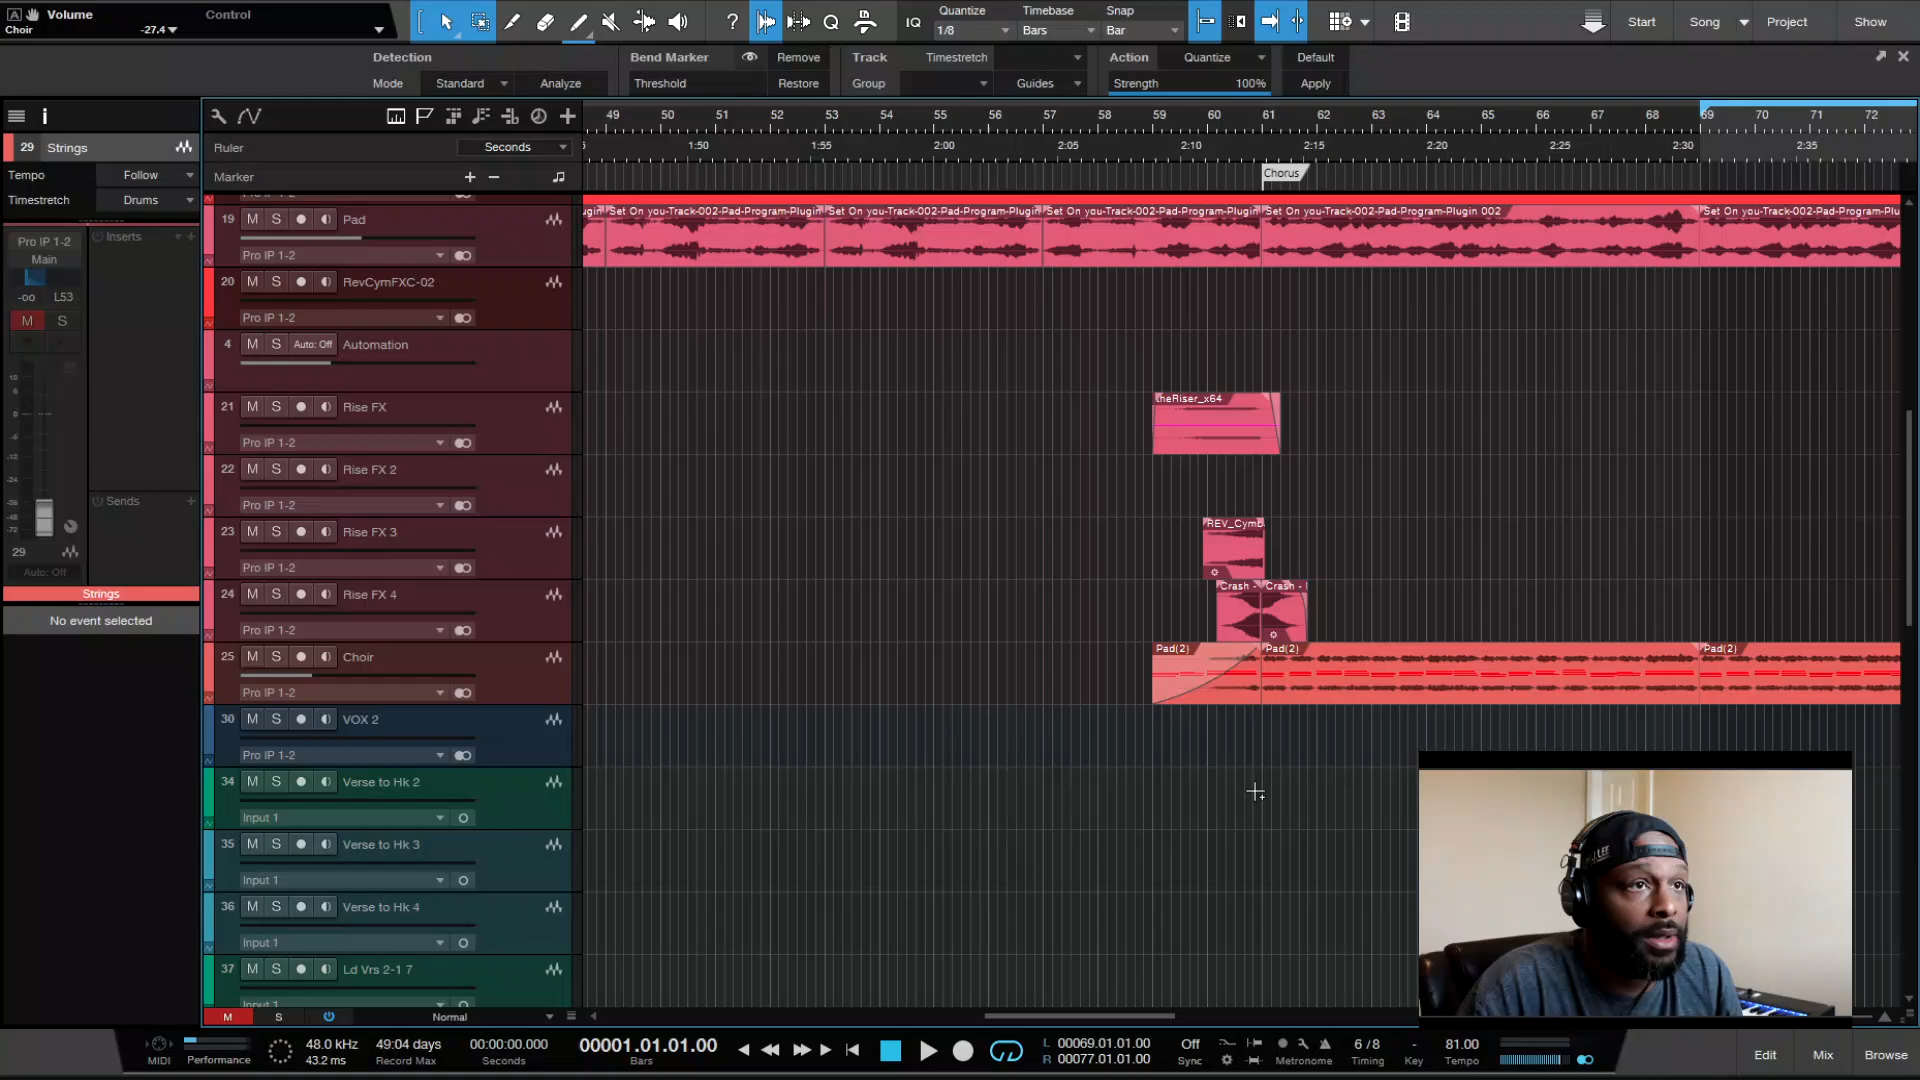 Volume
Control
Choir
-27.4
IQ
Quantize
Timebase
Snap
1/8
Bars
Bar
Start
Song
Project
Show
Detection
Bend Marker
Remove
Track
Timestretch
Action
Quantize
Default
Mode
Standard
Analyze
Threshold
Restore
Group
Guides
Strength
100%
Apply
29 Strings
Tempo
Follow
Timestretch
Drums
Pro IP 1-2
Inserts
Main
-oo
L53
M S
Sends
29
Auto: Off
Strings
No event selected
Ruler
Seconds
Marker
49 50 51 52 53 54 55 56 57 58 59 60 61 62 63 64 65 66 67 68 69 70 71 72
1:50 1:55 2:00 2:05 2:10 2:15 2:20 2:25 2:30 2:35
Chorus
19 M S Pad
Pro IP 1-2
Set On you-Track-002-Pad-Program-Plugin
Set On you-Track-002-Pad-Program-Plugin
Set On you-Track-002-Pad-Program-Plugin
Set On you-Track-002-Pad-Program-Plugin 002
Set On you-Track-002-Pad-Program-Plu
20 M S RevCymFXC-02
Pro IP 1-2
4 M S Auto: Off Automation
21 M S Rise FX
Pro IP 1-2
theRiser_x64
22 M S Rise FX 2
Pro IP 1-2
23 M S Rise FX 3
Pro IP 1-2
REV_Cymb
24 M S Rise FX 4
Pro IP 1-2
Crash -
Crash -
25 M S Choir
Pro IP 1-2
Pad(2)
Pad(2)
Pad(2)
30 M S VOX 2
Pro IP 1-2
34 M S Verse to Hk 2
Input 1
35 M S Verse to Hk 3
Input 1
36 M S Verse to Hk 4
Input 1
37 M S Ld Vrs 2-1 7
Input 1
M S Normal
MIDI
Performance
48.0 kHz
43.2 ms
49:04 days
Record Max
00:00:00.000
Seconds
00001.01.01.00
Bars
L 00069.01.01.00
R 00077.01.01.00
Off
Sync
Metronome
6 / 8
Timing
-
Key
81.00
Tempo
Edit
Mix
Browse